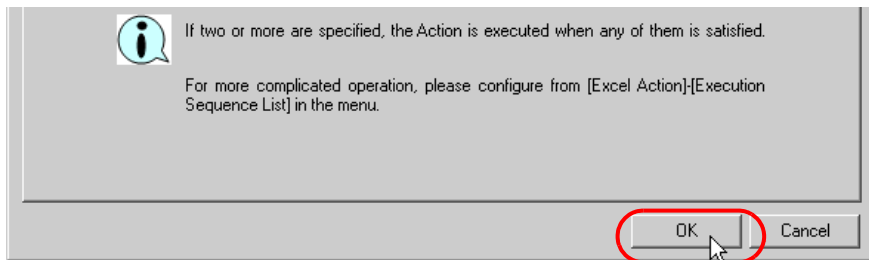 If two or more are specified, the Action is executed when any of them is satisfied.
For more complicated operation, please configure from [Excel Action]-[Execution
Sequence List] in the menu.
OK
Cancel